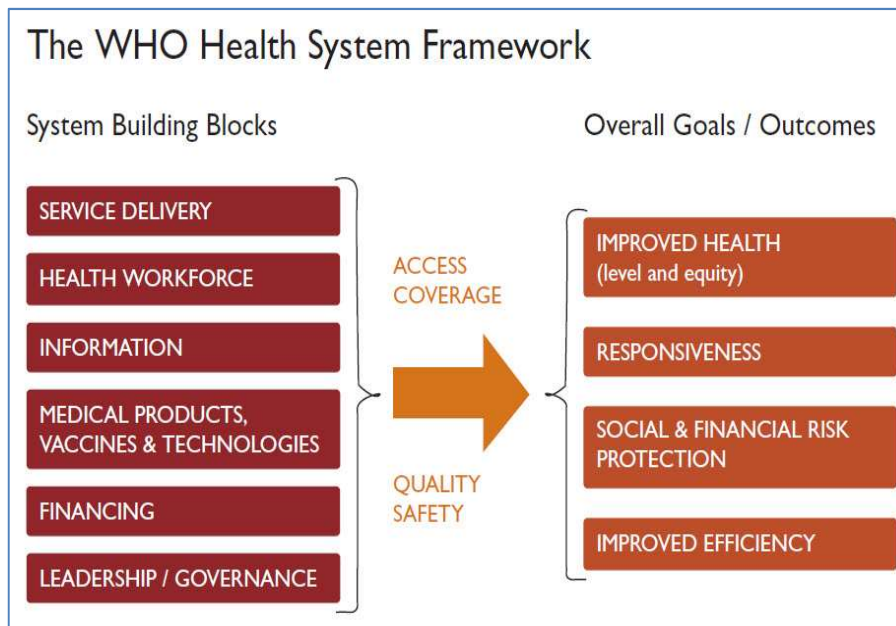 The WHO Health System Framework
System Building Blocks
Overall Goals / Outcomes
SERVICE DELIVERY
HEALTH WORKFORCE
INFORMATION
MEDICAL PRODUCTS,
VACCINES & TECHNOLOGIES
FINANCING
LEADERSHIP / GOVERNANCE
ACCESS
COVERAGE
QUALITY
SAFETY
IMPROVED HEALTH
(level and equity)
RESPONSIVENESS
SOCIAL & FINANCIAL RISK
PROTECTION
IMPROVED EFFICIENCY